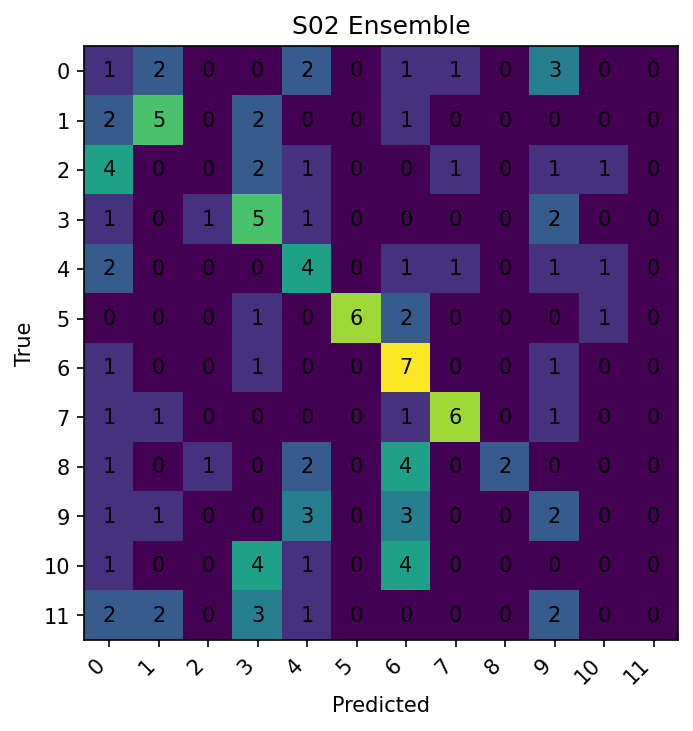 S02 Ensemble
0 1 2 0 0 2 0 1 1 0 3 0 0
1 2 5 0 2 0 0 1 0 0 0 0 0
2 4 0 0 2 1 0 0 1 0 1 1 0
3 1 0 1 5 1 0 0 0 0 2 0 0
4 2 0 0 0 4 0 1 1 0 1 1 0
5 0 0 0 1 0 6 2 0 0 0 1 0
6 1 0 0 1 0 0 7 0 0 1 0 0
7 1 1 0 0 0 0 1 6 0 1 0 0
8 1 0 1 0 2 0 4 0 2 0 0 0
9 1 1 0 0 3 0 3 0 0 2 0 0
10 1 0 0 4 1 0 4 0 0 0 0 0
11 2 2 0 3 1 0 0 0 0 2 0 0
0 1 2 3 4 5 6 7 8 9 10 11
Predicted
True